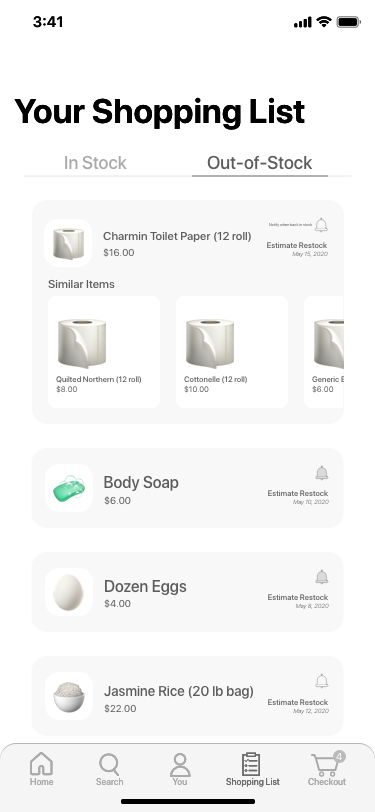 3:41
Your Shopping List
In Stock
Out-of-Stock
Charmin Toilet Paper (12 roll)
$16.00
Notify when back in stock
Estimate Restock
May 15, 2020
Similar Items
Quilted Northern (12 roll)
$8.00
Cottonelle (12 roll)
$10.00
Generic
$6.00
Body Soap
$6.00
Estimate Restock
May 10, 2020
Dozen Eggs
$4.00
Estimate Restock
May 8, 2020
Jasmine Rice (20 lb bag)
$22.00
Estimate Restock
May 12, 2020
Home
Search
You
Shopping List
4
Checkout